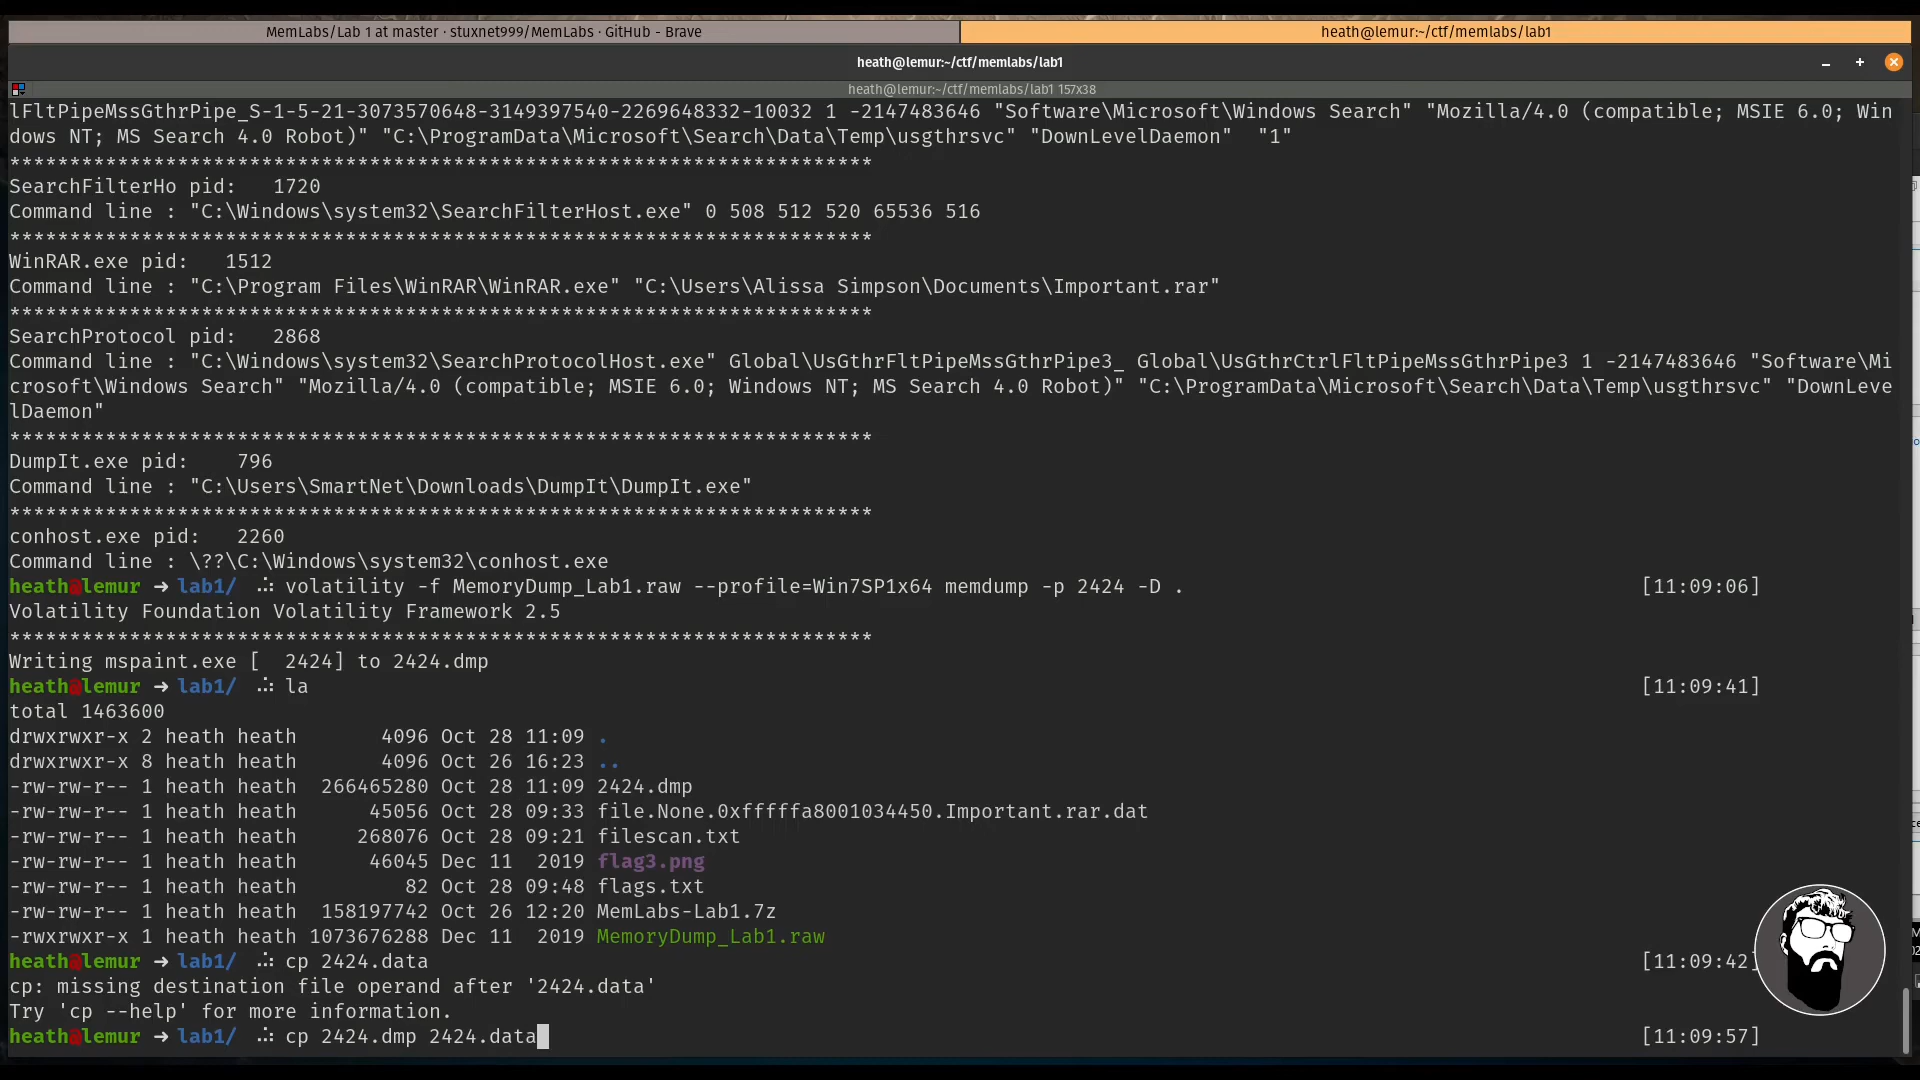 MemLabs/Lab 1 at master · stuxnet999/MemLabs · GitHub - Brave
heath@lemur:~/ctf/memlabs/lab1
heath@lemur:~/ctf/memlabs/lab1
heath@lemur:~/ctf/memlabs/lab1 157x38
lFltPipeMssGthrPipe_S-1-5-21-3073570648-3149397540-2269648332-10032 1 -2147483646 "Software\Microsoft\Windows Search" "Mozilla/4.0 (compatible; MSIE 6.0; Win
dows NT; MS Search 4.0 Robot)" "C:\ProgramData\Microsoft\Search\Data\Temp\usgthrsvc" "DownLevelDaemon"  "1"
************************************************************************
SearchFilterHo pid:   1720
Command line : "C:\Windows\system32\SearchFilterHost.exe" 0 508 512 520 65536 516
************************************************************************
WinRAR.exe pid:   1512
Command line : "C:\Program Files\WinRAR\WinRAR.exe" "C:\Users\Alissa Simpson\Documents\Important.rar"
************************************************************************
SearchProtocol pid:   2868
Command line : "C:\Windows\system32\SearchProtocolHost.exe" Global\UsGthrFltPipeMssGthrPipe3_ Global\UsGthrCtrlFltPipeMssGthrPipe3 1 -2147483646 "Software\Mi
crosoft\Windows Search" "Mozilla/4.0 (compatible; MSIE 6.0; Windows NT; MS Search 4.0 Robot)" "C:\ProgramData\Microsoft\Search\Data\Temp\usgthrsvc" "DownLeve
lDaemon"
************************************************************************
DumpIt.exe pid:    796
Command line : "C:\Users\SmartNet\Downloads\DumpIt\DumpIt.exe"
************************************************************************
conhost.exe pid:   2260
Command line : \??\C:\Windows\system32\conhost.exe
heath@lemur → lab1/ .:: volatility -f MemoryDump_Lab1.raw --profile=Win7SP1x64 memdump -p 2424 -D . [11:09:06]
Volatility Foundation Volatility Framework 2.5
************************************************************************
Writing mspaint.exe [  2424] to 2424.dmp
heath@lemur → lab1/ .:: la [11:09:41]
total 1463600
drwxrwxr-x 2 heath heath       4096 Oct 28 11:09 .
drwxrwxr-x 8 heath heath       4096 Oct 26 16:23 ..
-rw-rw-r-- 1 heath heath  266465280 Oct 28 11:09 2424.dmp
-rw-rw-r-- 1 heath heath      45056 Oct 28 09:33 file.None.0xfffffa8001034450.Important.rar.dat
-rw-rw-r-- 1 heath heath     268076 Oct 28 09:21 filescan.txt
-rw-rw-r-- 1 heath heath      46045 Dec 11  2019 flag3.png
-rw-rw-r-- 1 heath heath         82 Oct 28 09:48 flags.txt
-rw-rw-r-- 1 heath heath  158197742 Oct 26 12:20 MemLabs-Lab1.7z
-rwxrwxr-x 1 heath heath 1073676288 Dec 11  2019 MemoryDump_Lab1.raw
heath@lemur → lab1/ .:: cp 2424.data [11:09:42]
cp: missing destination file operand after '2424.data'
Try 'cp --help' for more information.
heath@lemur → lab1/ .:: cp 2424.dmp 2424.data [11:09:57]